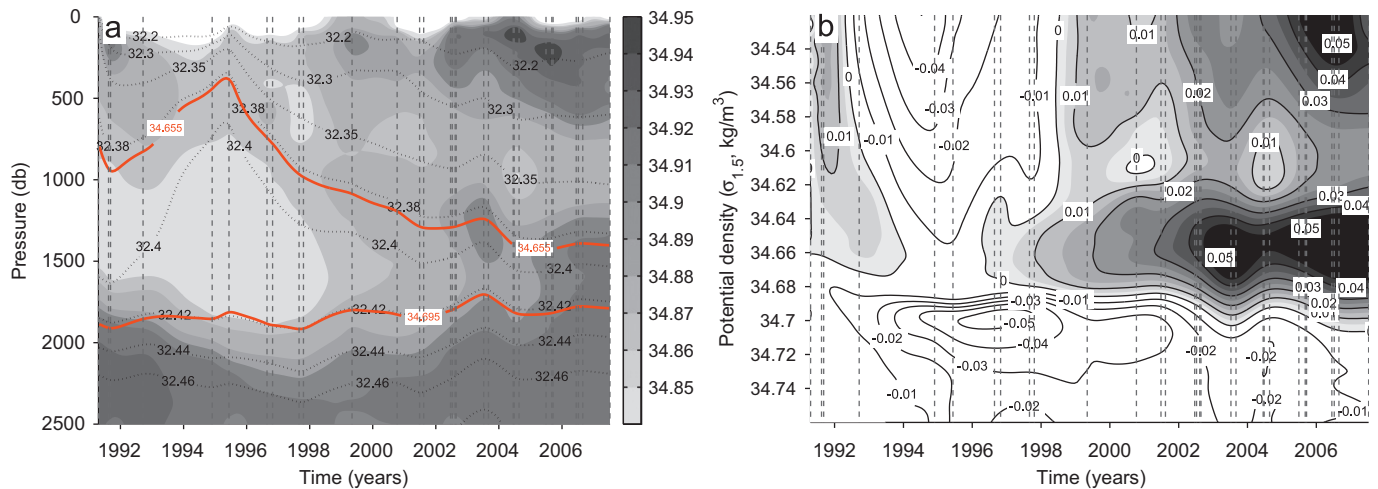 a
0
500
1000
1500
2000
2500
Pressure (db)
1992 1994 1996 1998 2000 2002 2004 2006
Time (years)
32.2 32.2 32.2
32.3 32.3 32.3
32.35 32.35 32.35
32.38 32.38 32.38
32.4 32.4 32.4 32.4
32.42 32.42 32.42
32.44 32.44 32.44
32.46 32.46 32.46
34.655 34.655
34.695
34.95
34.94
34.93
34.92
34.91
34.9
34.89
34.88
34.87
34.86
34.85
b
34.54
34.56
34.58
34.6
34.62
34.64
34.66
34.68
34.7
34.74
Potential density (σ1.5, kg/m3)
1992 1994 1996 1998 2000 2002 2004 2006
Time (years)
0 0 0.01 0.05
-0.04 0.04
0 -0.03 -0.01 0.01 0.02 0.03
0.01 -0.01 -0.02 0 0.01
0.02 0.03
0.01 0.02 0.04
0.05 0.05
0 0.03 0.04
-0.03 -0.01 0.02
-0.05 0.01
-0.02 -0.04 -0.02 -0.02
-0.03
-0.01 -0.02 -0.01 -0.01